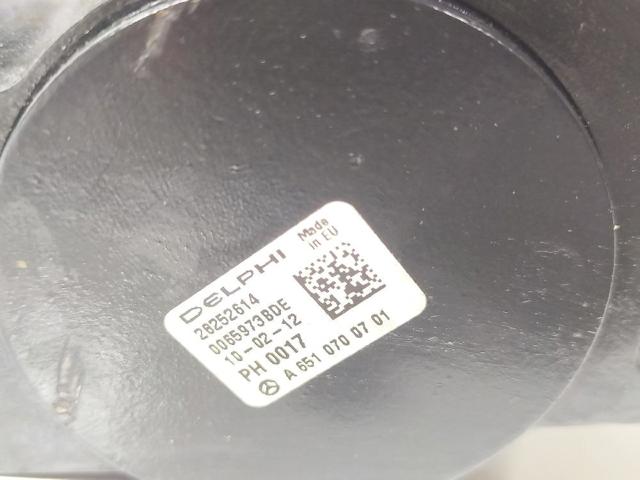 DELPHI
Made
in EU
28252614
0065973BDE
10-02-12
PH 0017
A 651 070 07 01